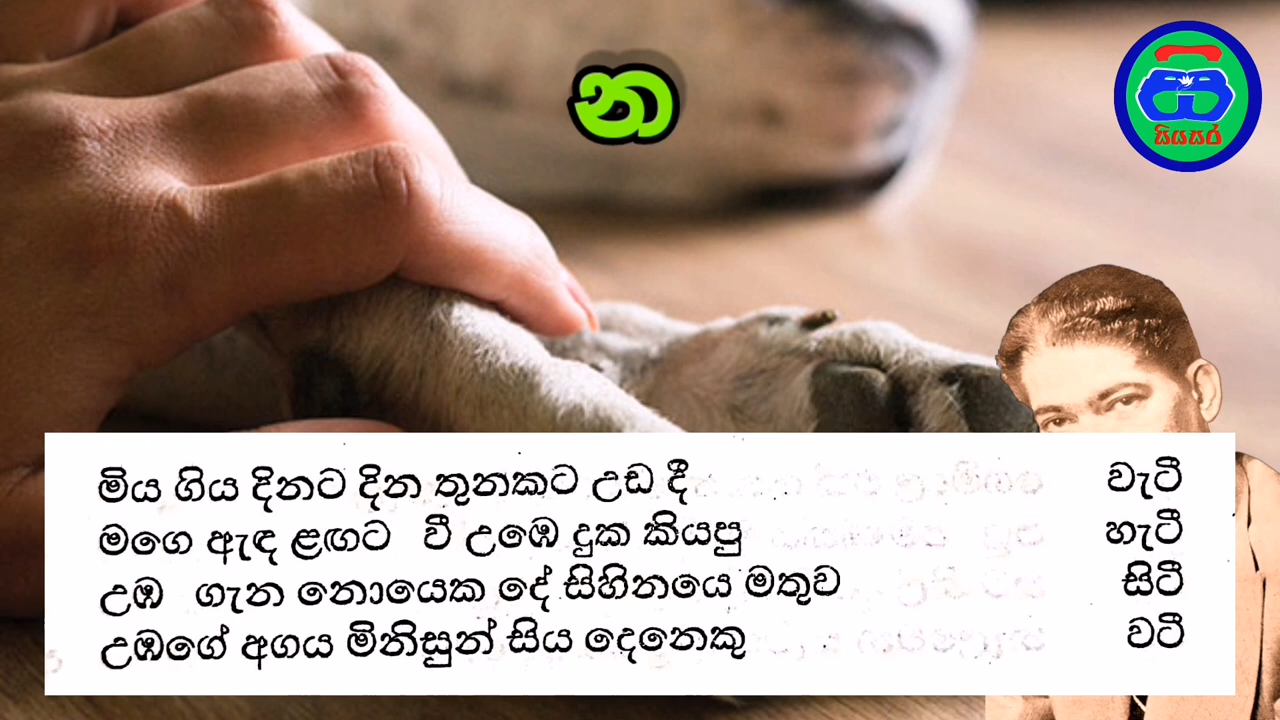 න
සියසර
මිය ගිය දිනට දින තුනකට උඩ දී වැටී
මගෙ ඇඳ ළඟට වී උඹෙ දුක කියපු හැටී
උඹ ගැන නොයෙක දේ සිහිනයෙ මතුව සිටී
උඹගේ අගය මිනිසුන් සිය දෙනෙකු වටී